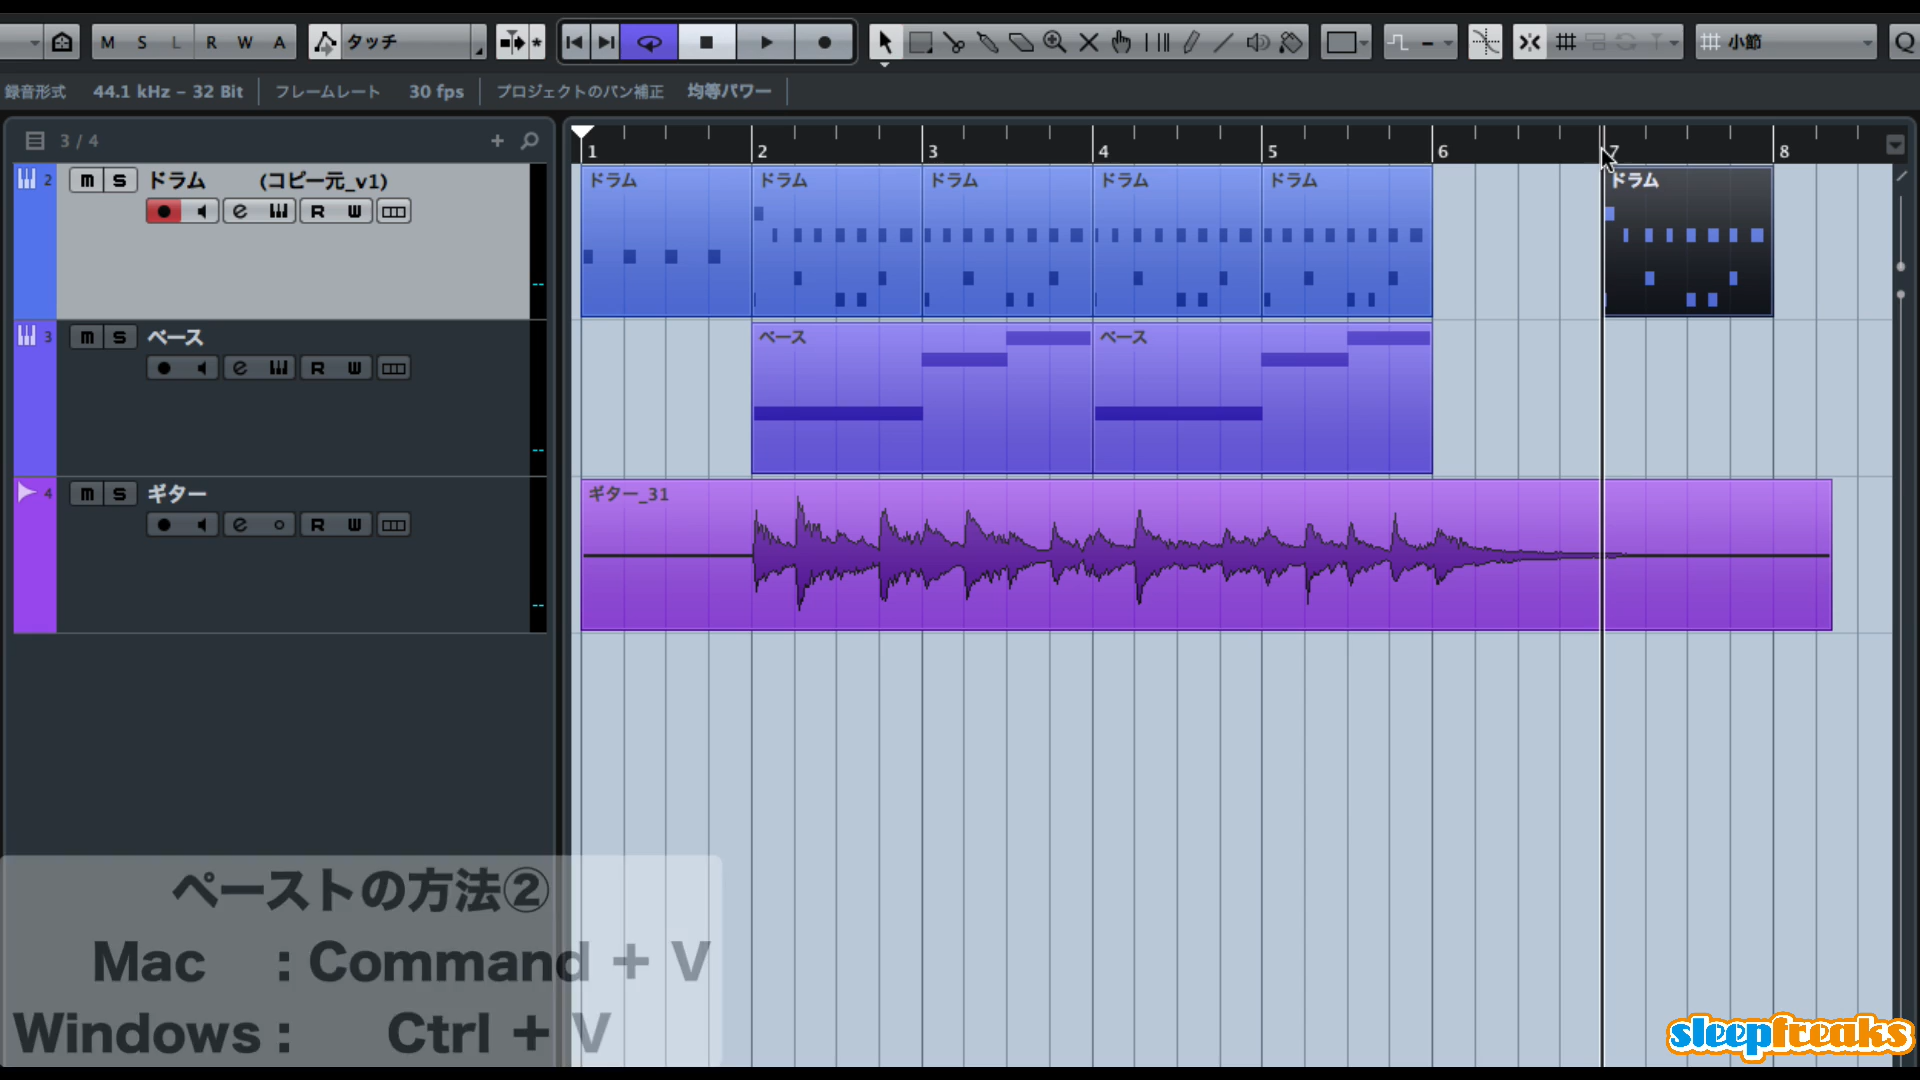 M S L R W A タッチ 小節 Q
録音形式 44.1 kHz - 32 Bit フレームレート 30 fps プロジェクトのパン補正 均等パワー
3 / 4
1 2 3 4 5 6 7 8
2 m S ドラム (コピー元_v1)
R W
ドラム ドラム ドラム ドラム ドラム ドラム
3 m S ベース
R W
ベース ベース
4 m S ギター
R W
ギター_31
ペーストの方法②
Mac : Command + V
Windows : Ctrl + V
sleepfreaks